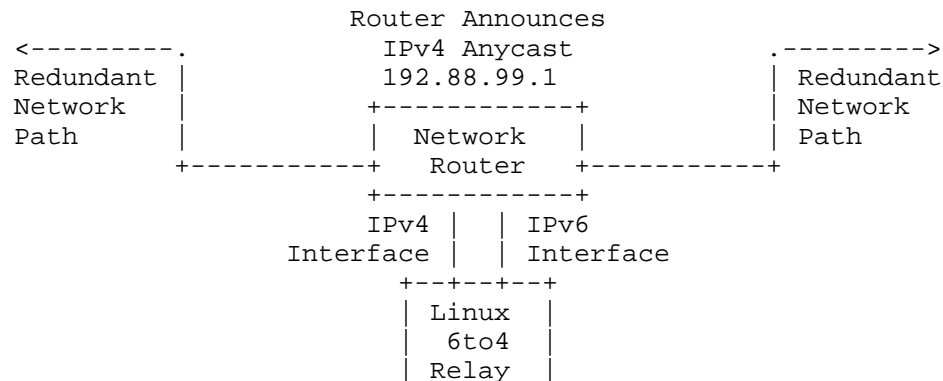 Router Announces
<---------. IPv4 Anycast .--------->
Redundant | 192.88.99.1 | Redundant
Network | +------------+ | Network
Path | | Network | | Path
+-----------+ Router +-----------+
+------------+
IPv4 | | IPv6
Interface | | Interface
+--+--+--+
| Linux |
| 6to4 |
| Relay |